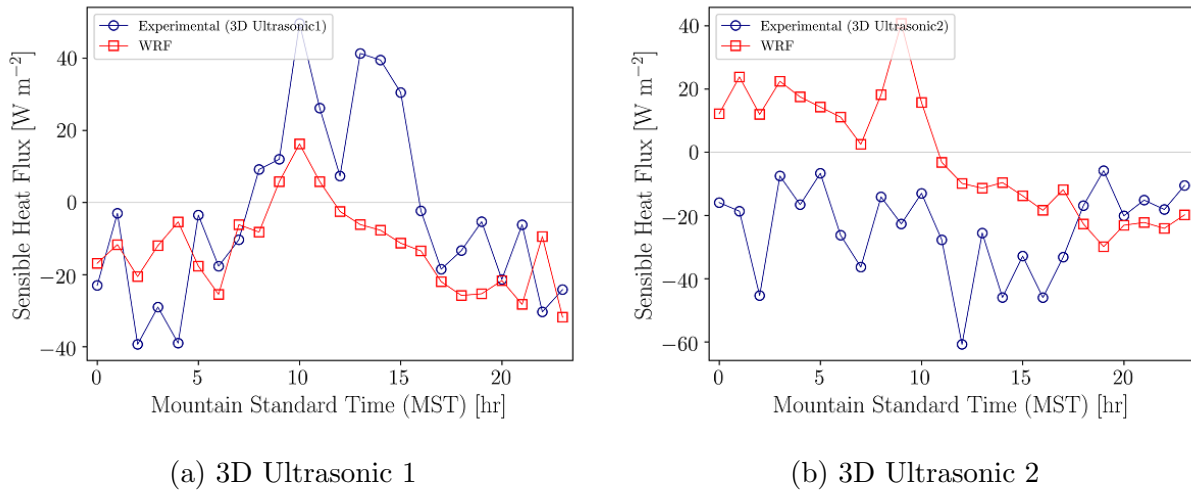 Experimental (3D Ultrasonic1)
WRF
Sensible Heat Flux [W m−2]
40
20
0
−20
−40
0
5
10
15
20
Mountain Standard Time (MST) [hr]
(a) 3D Ultrasonic 1
Experimental (3D Ultrasonic2)
WRF
Sensible Heat Flux [W m−2]
40
20
0
−20
−40
−60
0
5
10
15
20
Mountain Standard Time (MST) [hr]
(b) 3D Ultrasonic 2